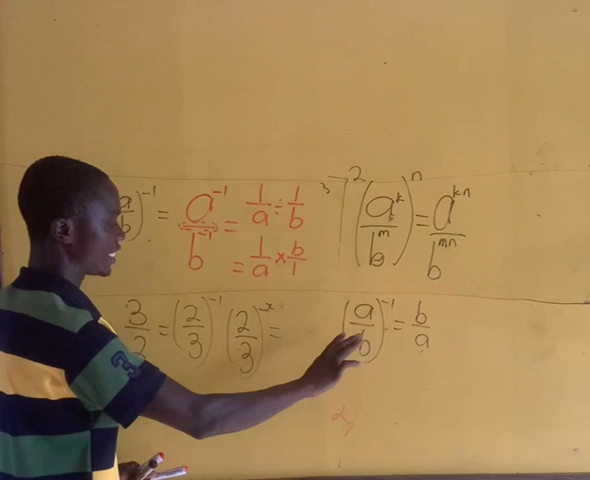 (a/b)^-1 = a^-1/b^-1 = 1/a ÷ 1/b
= 1/a × b/1
2 (a^k/b^m)^n = a^kn/b^mn
3/2 = (2/3)^-1 (2/3)^-x =
(a/b)^-1 = b/a
3